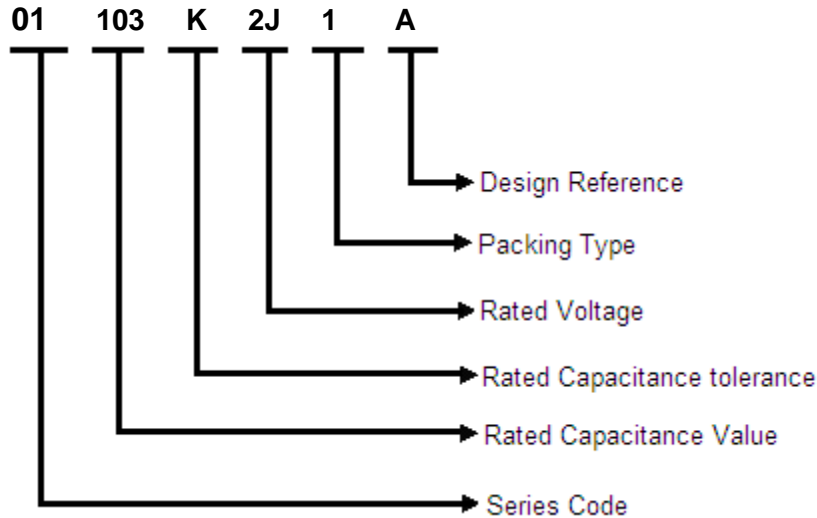 01 103 K 2J 1 A
Design Reference
Packing Type
Rated Voltage
Rated Capacitance tolerance
Rated Capacitance Value
Series Code